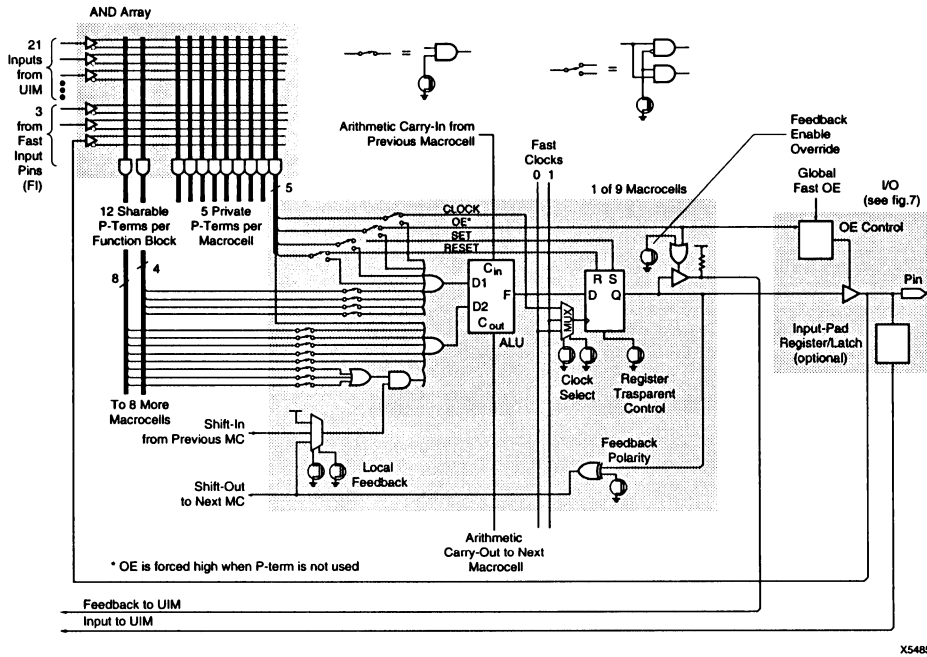 AND Array
21
Inputs
from
UIM
3
from
Fast
Input
Pins
(FI)
=
=
Arithmetic Carry-In from
Previous Macrocell
Fast
Clocks
0 1
Feedback
Enable
Override
1 of 9 Macrocells
Global
Fast OE
I/O
(see fig.7)
OE Control
5
12 Sharable
P-Terms per
Function Block
5 Private
P-Terms per
Macrocell
8
4
CLOCK
OE*
SET
RESET
Cin
D1
D2
Cout
F
ALU
MUX
R S
D Q
Pin
Clock
Select
Register
Trasparent
Control
Input-Pad
Register/Latch
(optional)
To 8 More
Macrocells
Shift-In
from Previous MC
Local
Feedback
Feedback
Polarity
Shift-Out
to Next MC
Arithmetic
Carry-Out to Next
Macrocell
* OE is forced high when P-term is not used
Feedback to UIM
Input to UIM
X5485